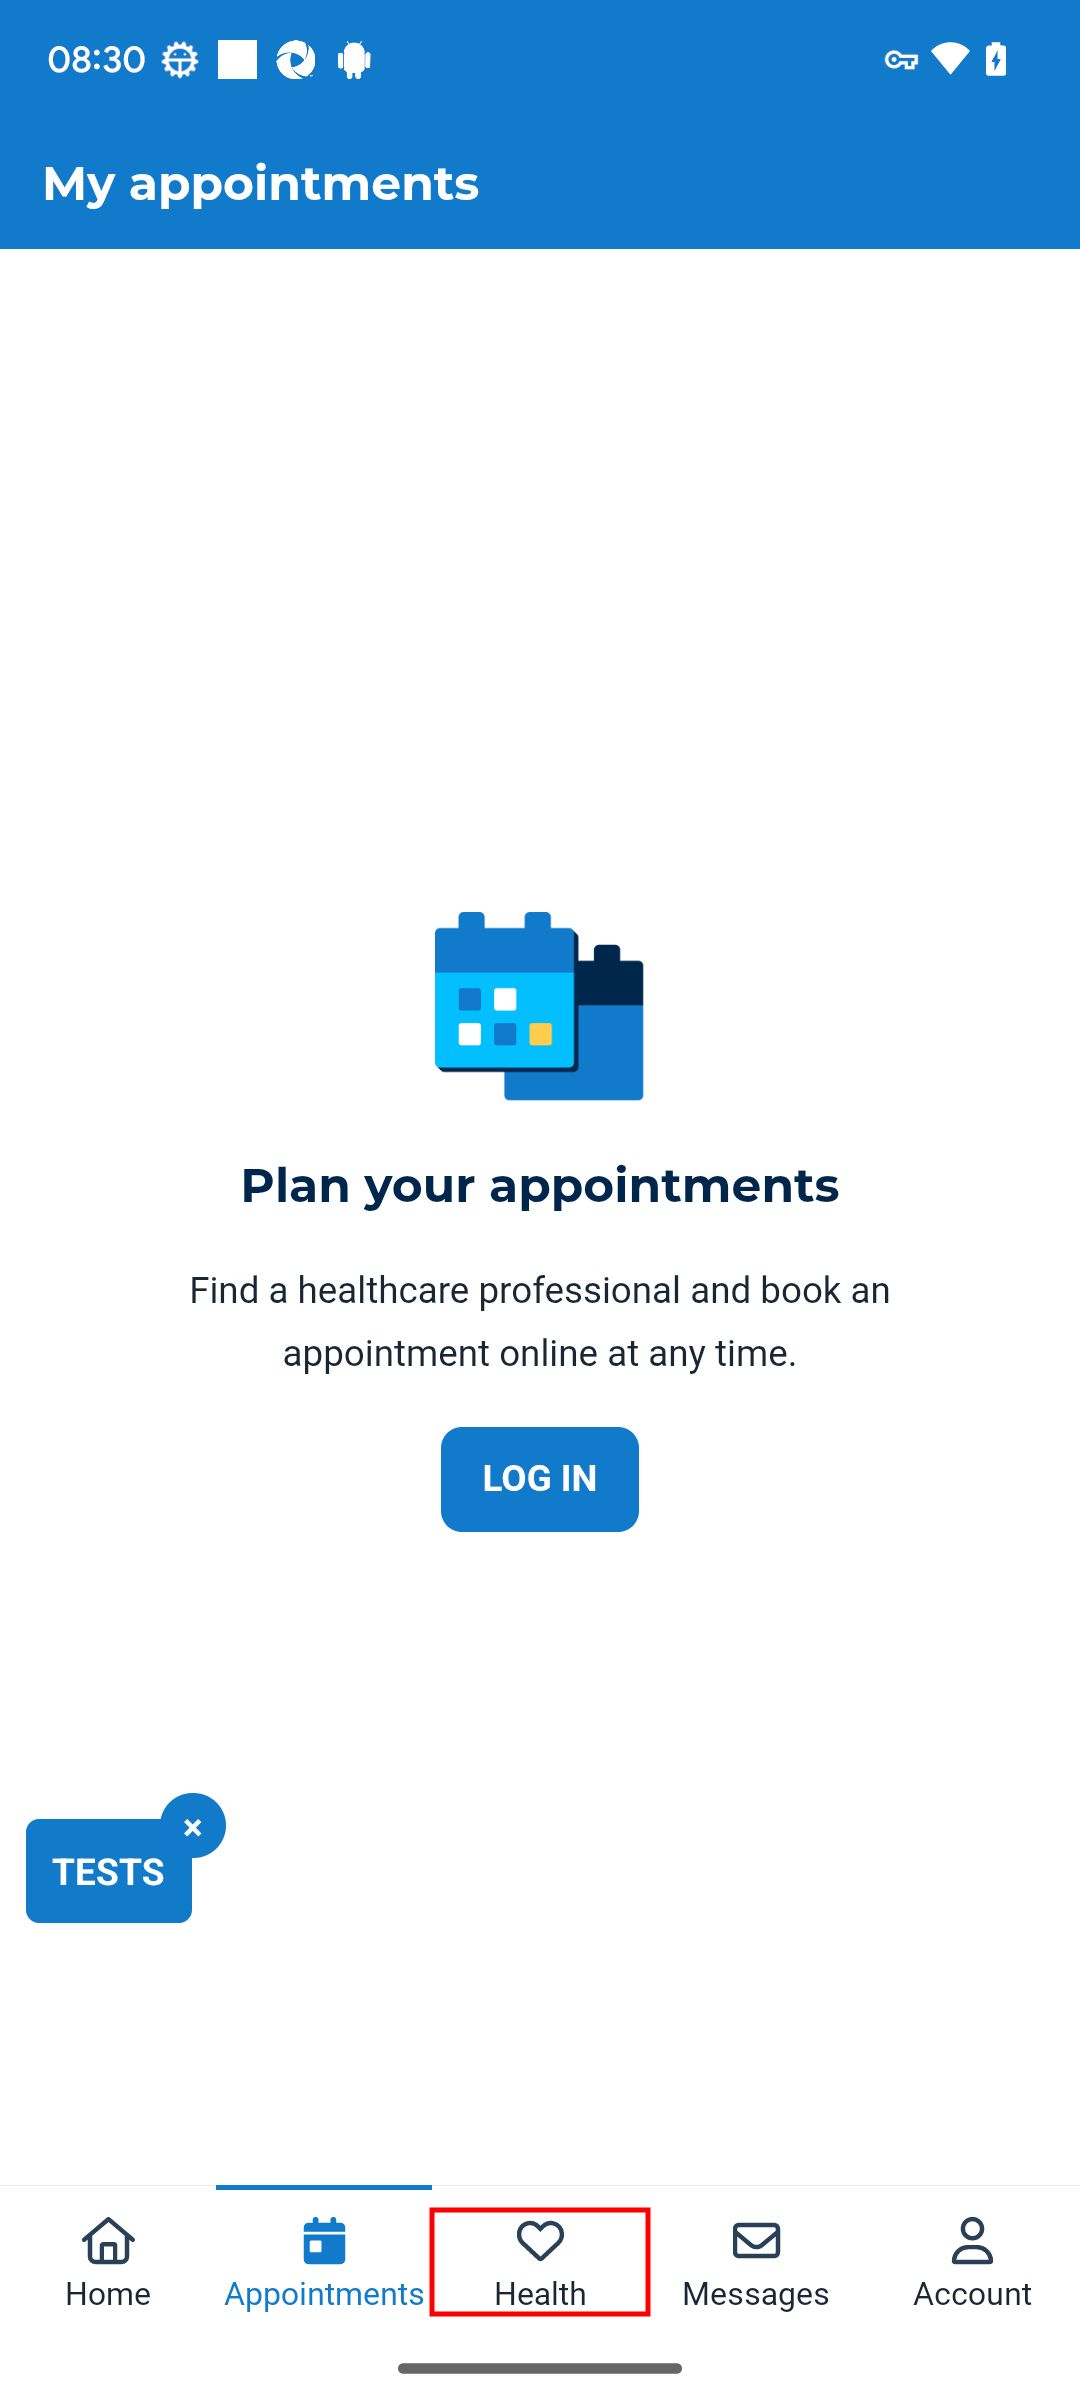 08:30
My appointments
Plan your appointments
Find a healthcare professional and book an
appointment online at any time.
LOG IN
×
TESTS
Home
Appointments
Health
Messages
Account